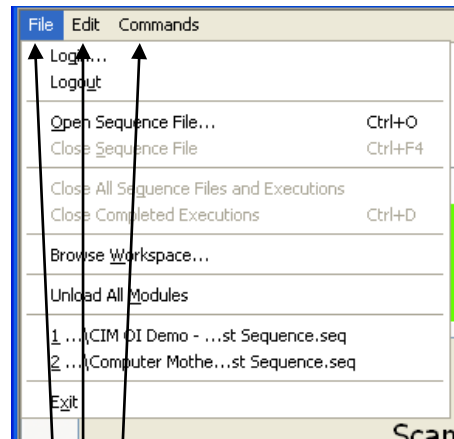 File Edit Commands
Login...
Logout
Open Sequence File... Ctrl+O
Close Sequence File Ctrl+F4
Close All Sequence Files and Executions
Close Completed Executions Ctrl+D
Browse Workspace...
Unload All Modules
1 ...\CIM OI Demo - ...st Sequence.seq
2 ...\Computer Mothe...st Sequence.seq
Exit
Scan